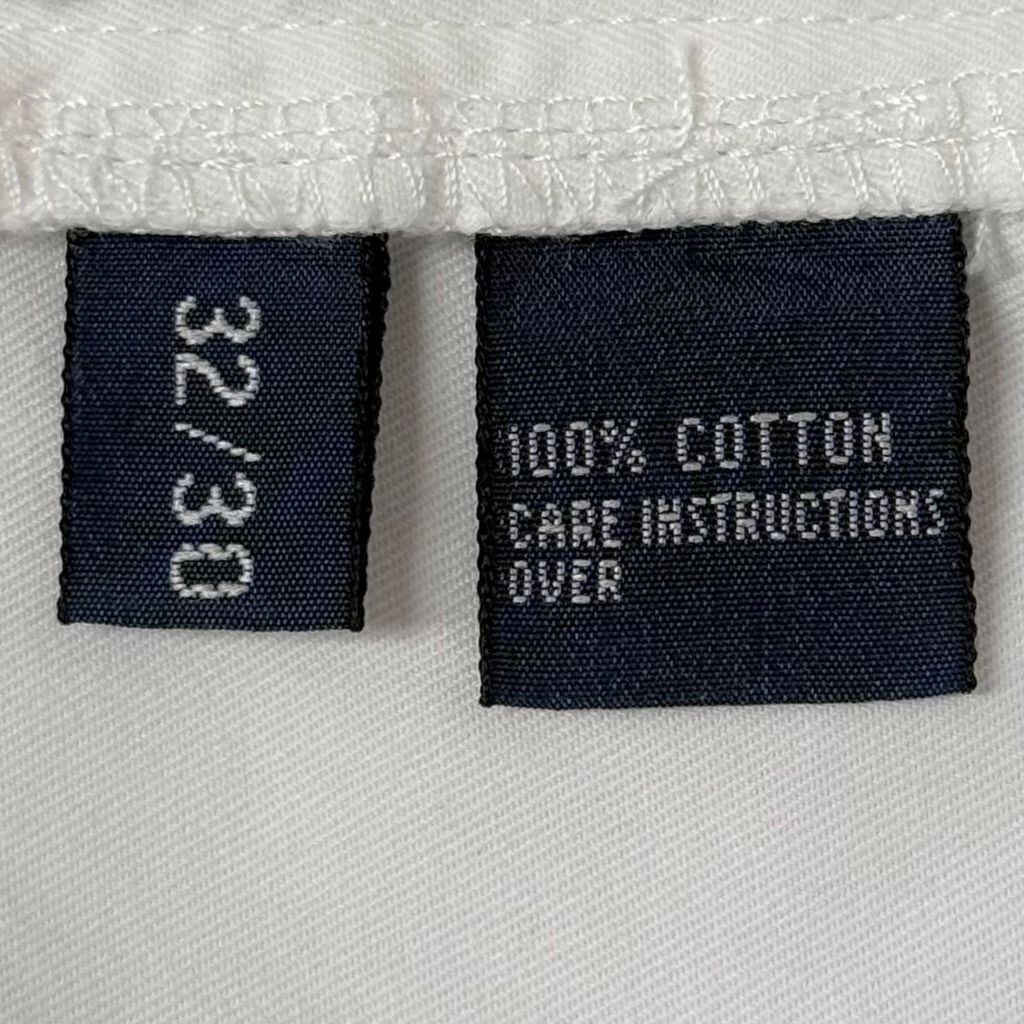 32/30
100% COTTON
CARE INSTRUCTIONS
OVER